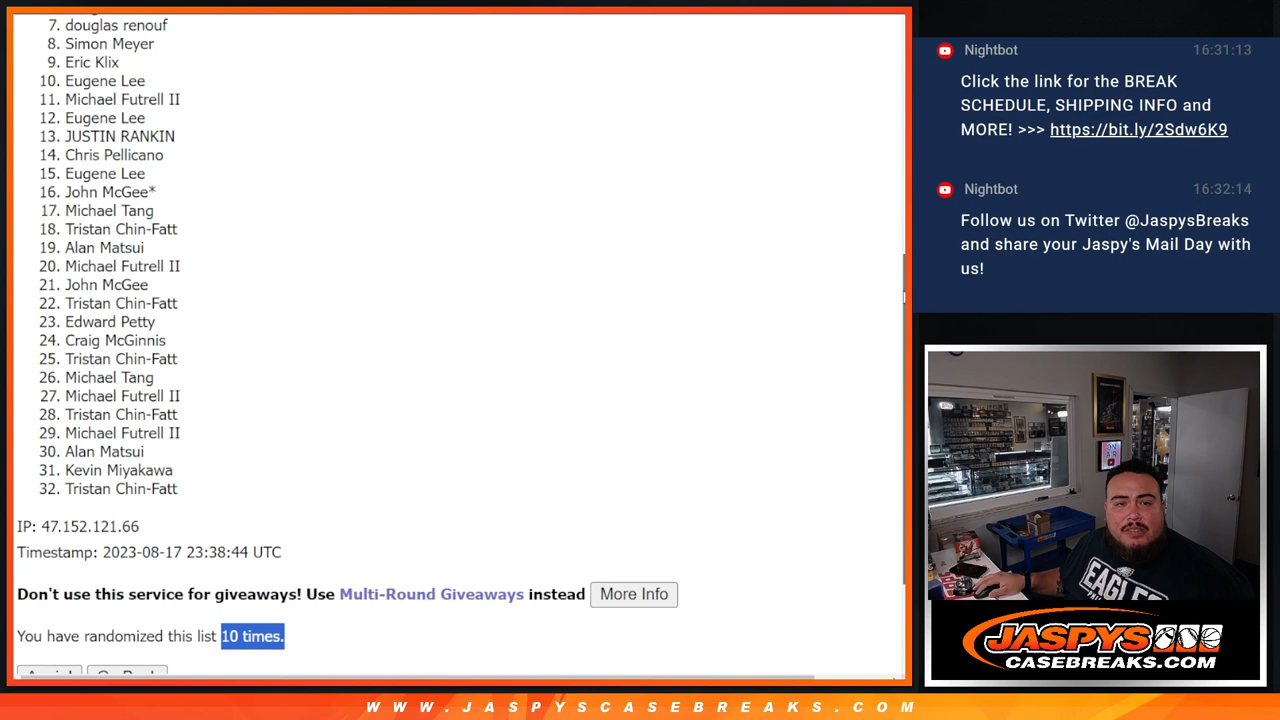 7. douglas renouf
8. Simon Meyer
9. Eric Klix
10. Eugene Lee
11. Michael Futrell II
12. Eugene Lee
13. JUSTIN RANKIN
14. Chris Pellicano
15. Eugene Lee
16. John McGee*
17. Michael Tang
18. Tristan Chin-Fatt
19. Alan Matsui
20. Michael Futrell II
21. John McGee
22. Tristan Chin-Fatt
23. Edward Petty
24. Craig McGinnis
25. Tristan Chin-Fatt
26. Michael Tang
27. Michael Futrell II
28. Tristan Chin-Fatt
29. Michael Futrell II
30. Alan Matsui
31. Kevin Miyakawa
32. Tristan Chin-Fatt
IP: 47.152.121.66
Timestamp: 2023-08-17 23:38:44 UTC
Don't use this service for giveaways! Use Multi-Round Giveaways instead More Info
You have randomized this list 10 times.
Nightbot 16:31:13
Click the link for the BREAK
SCHEDULE, SHIPPING INFO and
MORE! >>> https://bit.ly/2Sdw6K9
Nightbot 16:32:14
Follow us on Twitter @JaspysBreaks
and share your Jaspy's Mail Day with
us!
EAGLES
JASPYS
CASEBREAKS.COM
WWW.JASPYSCASEBREAKS.COM